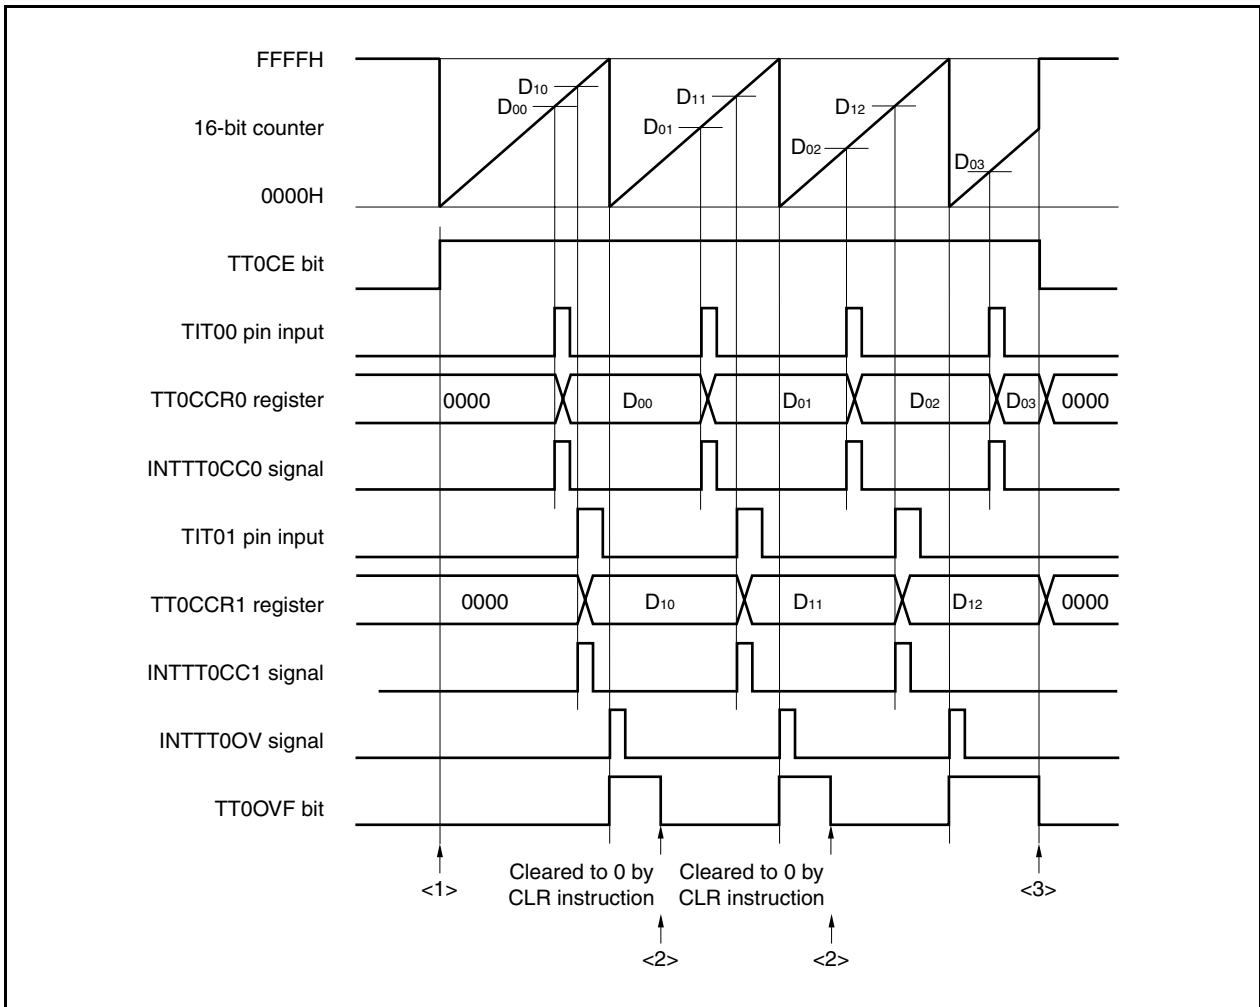 FFFFH
D10
D00
D11
D12
16-bit counter
D01
D02
D03
0000H
TT0CE bit
TIT00 pin input
TT0CCR0 register
0000
D00
D01
D02
D03
0000
INTTT0CC0 signal
TIT01 pin input
TT0CCR1 register
0000
D10
D11
D12
0000
INTTT0CC1 signal
INTTT0OV signal
TT0OVF bit
<1>
Cleared to 0 by
CLR instruction
Cleared to 0 by
CLR instruction
<3>
<2>
<2>